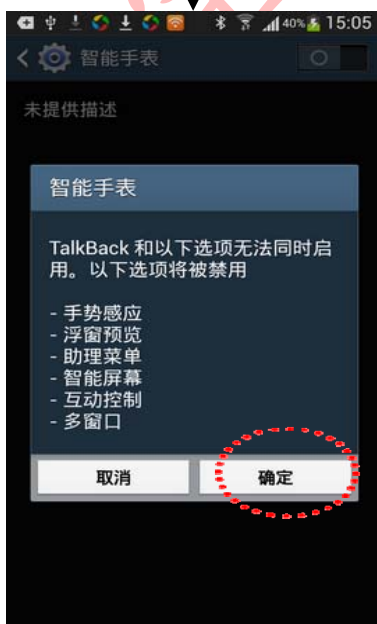 40% 15:05
智能手表
未提供描述
智能手表
TalkBack 和以下选项无法同时启
用。以下选项将被禁用
- 手势感应
- 浮窗预览
- 助理菜单
- 智能屏幕
- 互动控制
- 多窗口
取消 确定